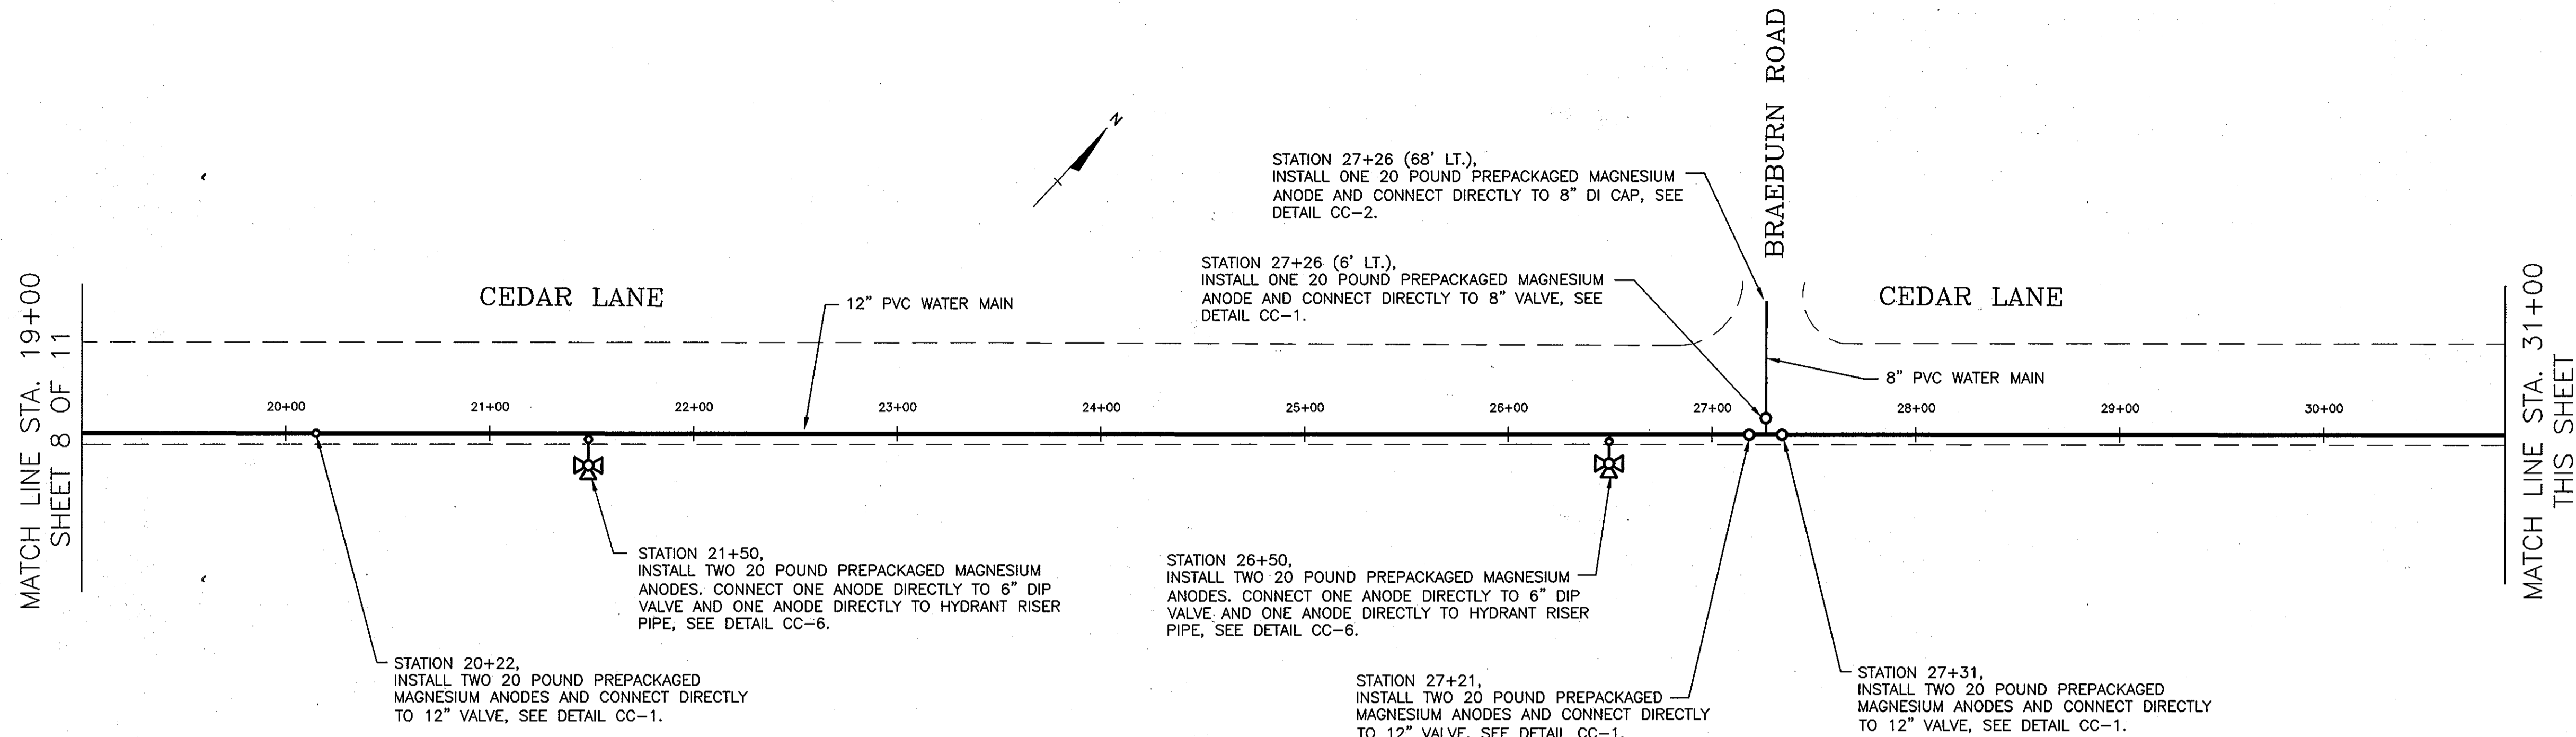 BRAEBURN ROAD
N
STATION 27+26 (68' LT.),
INSTALL ONE 20 POUND PREPACKAGED MAGNESIUM
ANODE AND CONNECT DIRECTLY TO 8" DI CAP, SEE
DETAIL CC-2.
STATION 27+26 (6' LT.),
INSTALL ONE 20 POUND PREPACKAGED MAGNESIUM
ANODE AND CONNECT DIRECTLY TO 8" VALVE, SEE
DETAIL CC-1.
MATCH LINE STA. 19+00
SHEET 8 OF 11
CEDAR LANE
12" PVC WATER MAIN
CEDAR LANE
MATCH LINE STA. 31+00
THIS SHEET
8" PVC WATER MAIN
20+00
21+00
22+00
23+00
24+00
25+00
26+00
27+00
28+00
29+00
30+00
STATION 21+50,
INSTALL TWO 20 POUND PREPACKAGED MAGNESIUM
ANODES. CONNECT ONE ANODE DIRECTLY TO 6" DIP
VALVE AND ONE ANODE DIRECTLY TO HYDRANT RISER
PIPE, SEE DETAIL CC-6.
STATION 26+50,
INSTALL TWO 20 POUND PREPACKAGED MAGNESIUM
ANODES. CONNECT ONE ANODE DIRECTLY TO 6" DIP
VALVE AND ONE ANODE DIRECTLY TO HYDRANT RISER
PIPE, SEE DETAIL CC-6.
STATION 20+22,
INSTALL TWO 20 POUND PREPACKAGED
MAGNESIUM ANODES AND CONNECT DIRECTLY
TO 12" VALVE, SEE DETAIL CC-1.
STATION 27+21,
INSTALL TWO 20 POUND PREPACKAGED
MAGNESIUM ANODES AND CONNECT DIRECTLY
TO 12" VALVE, SEE DETAIL CC-1.
STATION 27+31,
INSTALL TWO 20 POUND PREPACKAGED
MAGNESIUM ANODES AND CONNECT DIRECTLY
TO 12" VALVE, SEE DETAIL CC-1.